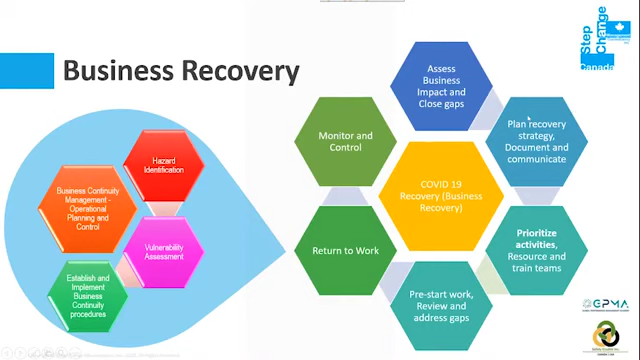 Business Recovery
Step
Change
Canada
Hazard
Identification
Business Continuity
Management -
Operational
Planning and
Control
Vulnerability
Assessment
Establish and
Implement
Business
Continuity
procedures
Assess
Business
Impact and
Close gaps
Plan recovery
strategy,
Document and
communicate
Monitor and
Control
COVID 19
Recovery (Business
Recovery)
Prioritize
activities,
Resource and
train teams
Return to Work
Pre-start work,
Review and
address gaps
GPMA